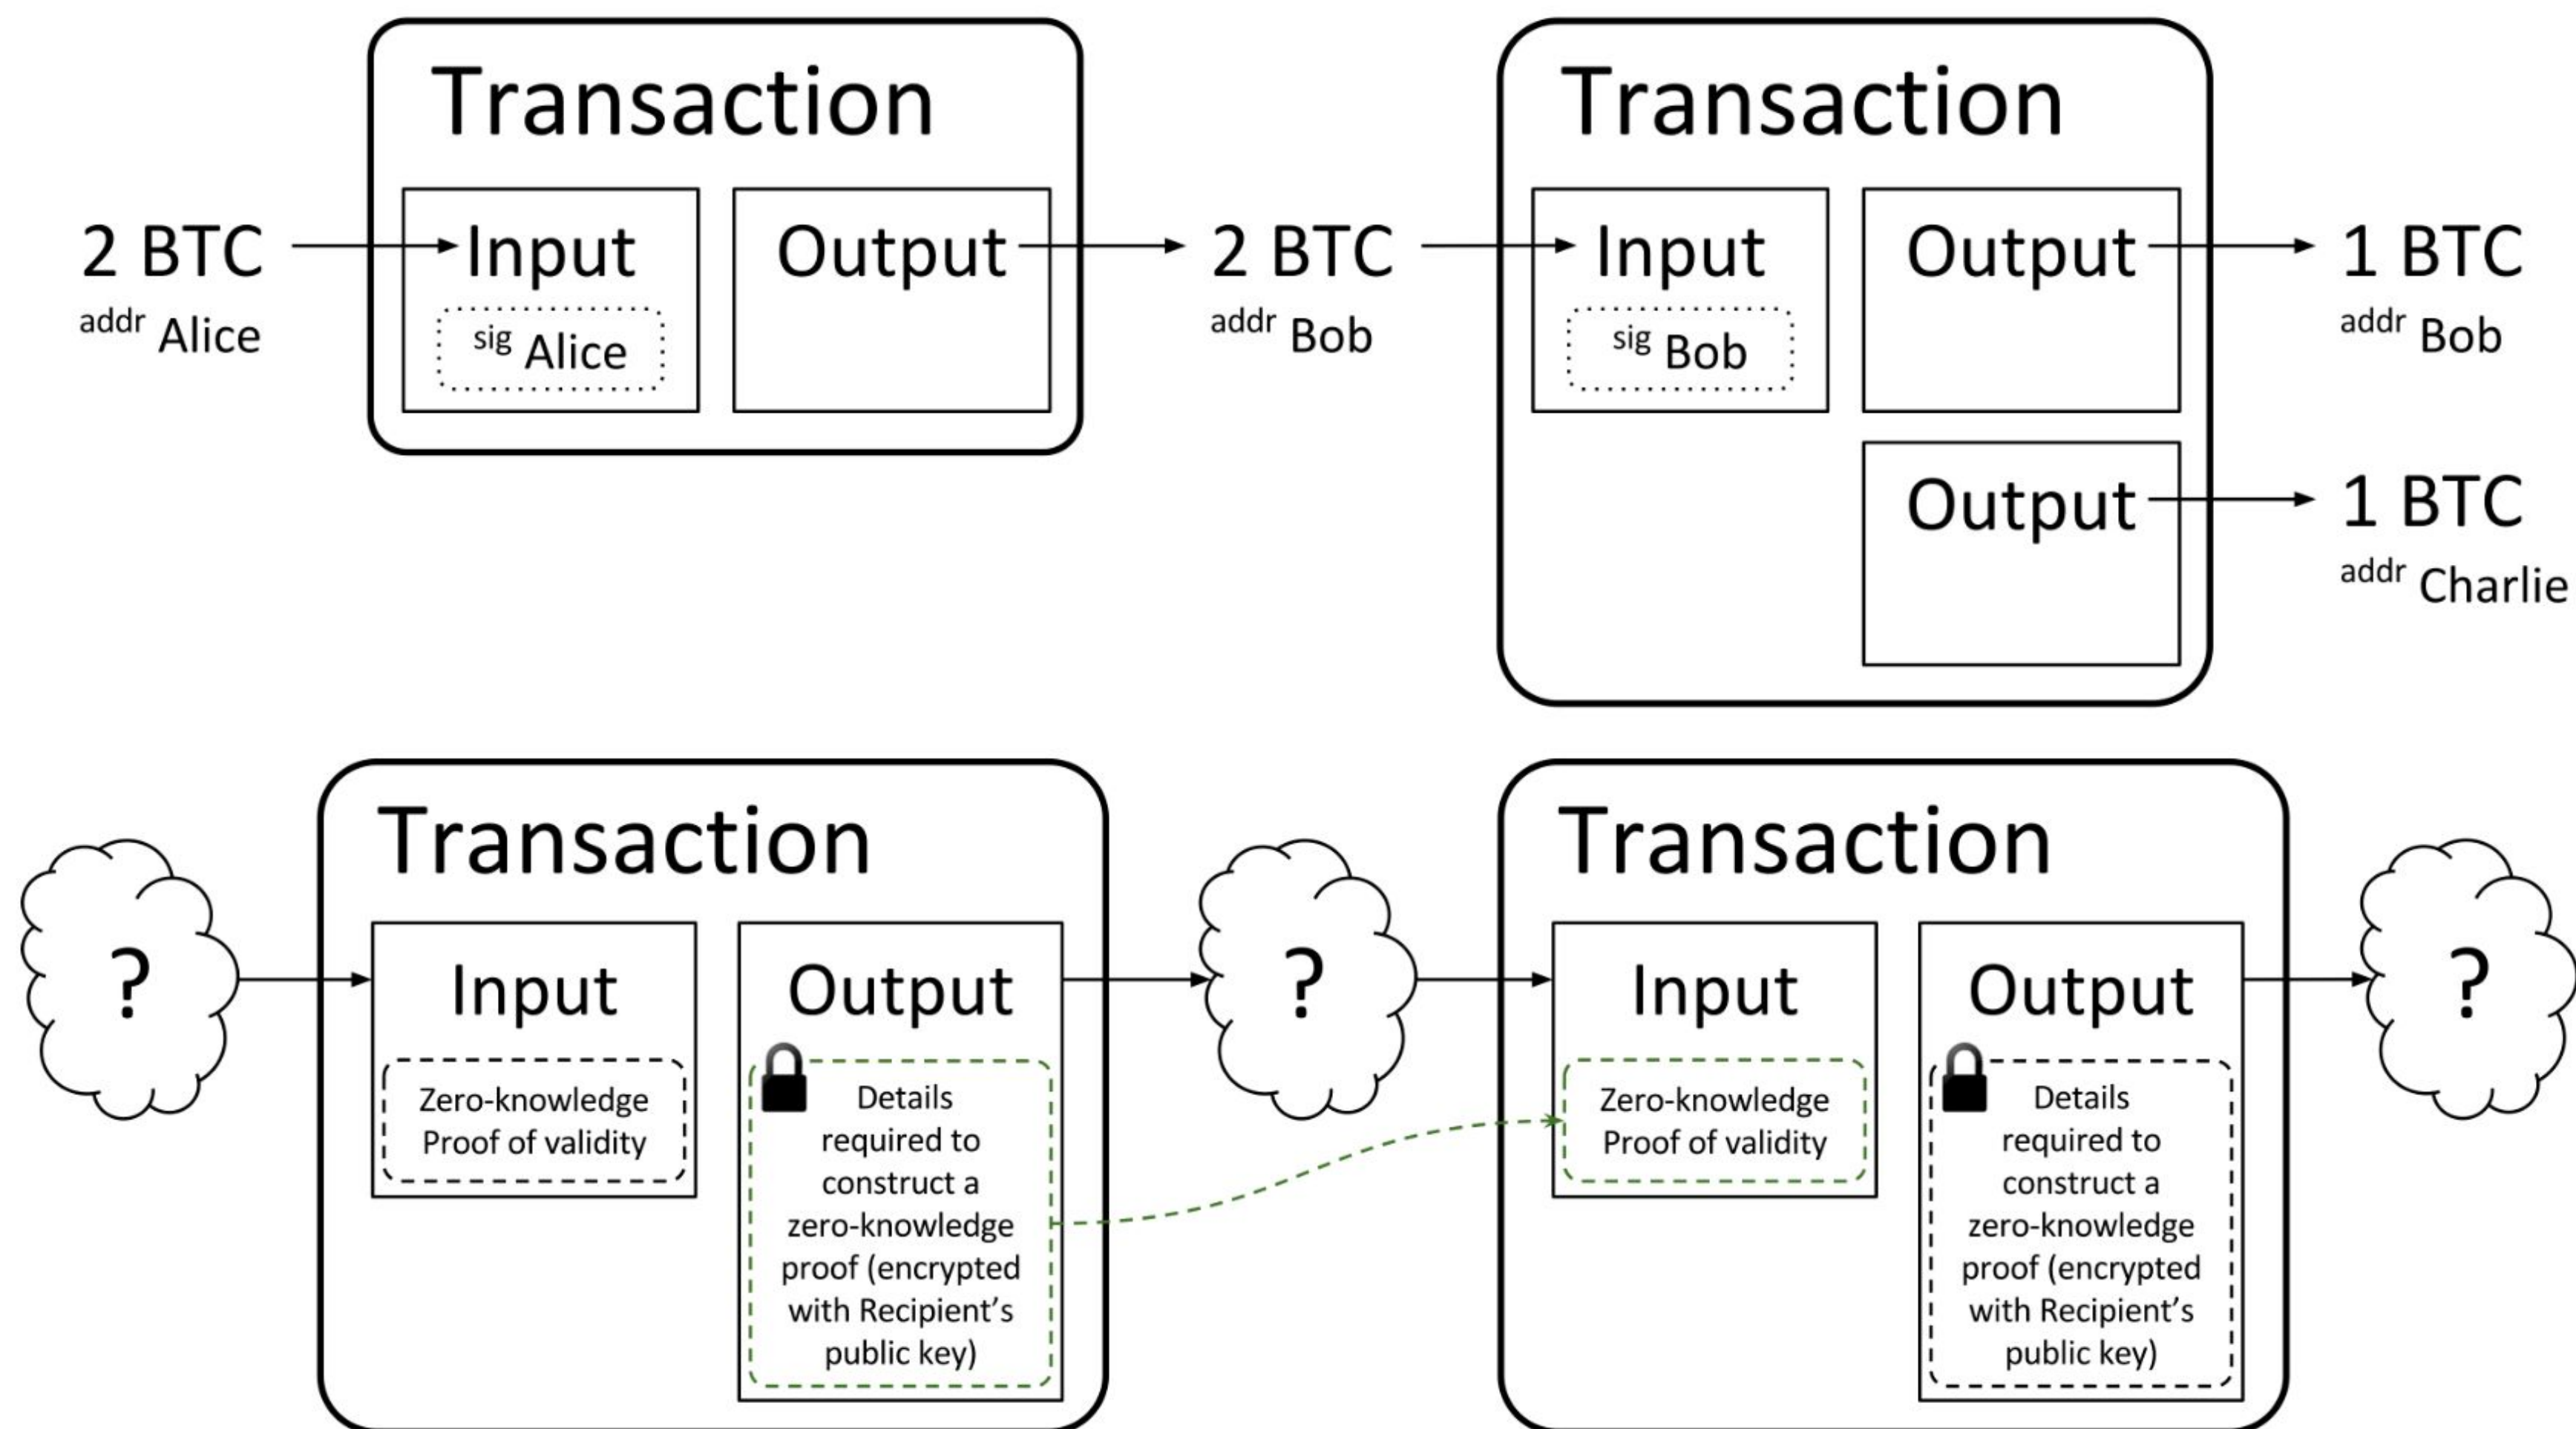 Transaction
2 BTC
addr Alice
Input
sig Alice
Output
2 BTC
addr Bob
Transaction
Input
sig Bob
Output
1 BTC
addr Bob
Output
1 BTC
addr Charlie
?
Transaction
Input
Zero-knowledge
Proof of validity
Output
Details
required to
construct a
zero-knowledge
proof (encrypted
with Recipient’s
public key)
?
Transaction
Input
Zero-knowledge
Proof of validity
Output
Details
required to
construct a
zero-knowledge
proof (encrypted
with Recipient’s
public key)
?